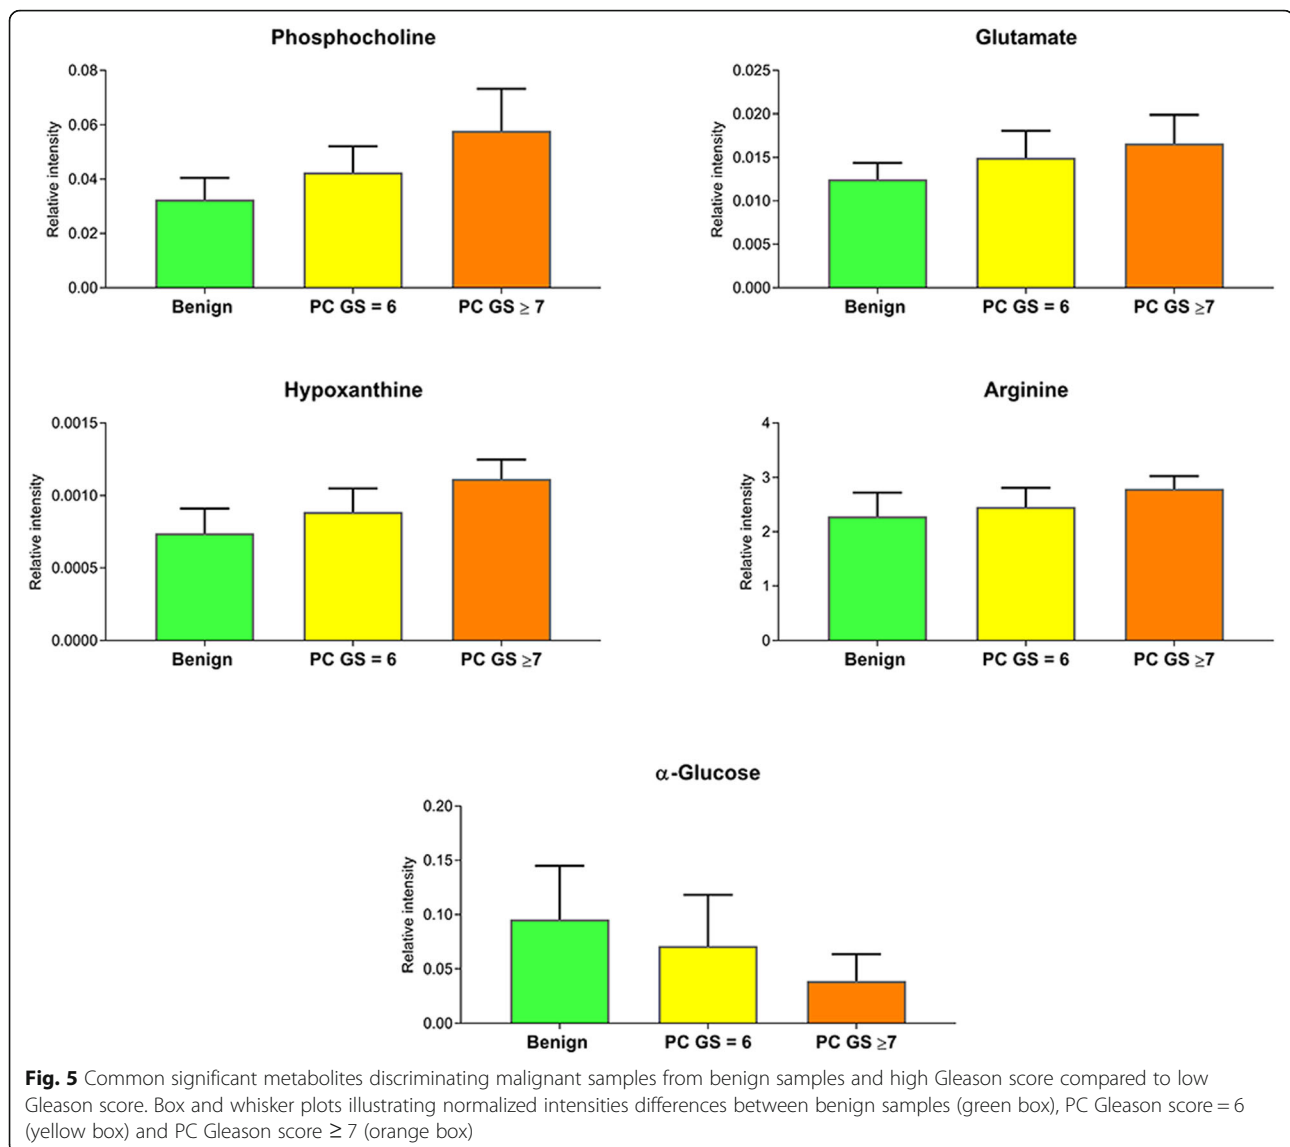 Phosphocholine
Relative intensity
0.08
0.06
0.04
0.02
0.00
Benign
PC GS = 6
PC GS ≥ 7
Glutamate
Relative intensity
0.025
0.020
0.015
0.010
0.005
0.000
Benign
PC GS = 6
PC GS ≥7
Hypoxanthine
Relative intensity
0.0015
0.0010
0.0005
0.0000
Benign
PC GS = 6
PC GS ≥7
Arginine
Relative intensity
4
3
2
1
0
Benign
PC GS = 6
PC GS ≥7
α-Glucose
Relative intensity
0.20
0.15
0.10
0.05
0.00
Benign
PC GS = 6
PC GS ≥7
Fig. 5 Common significant metabolites discriminating malignant samples from benign samples and high Gleason score compared to low
Gleason score. Box and whisker plots illustrating normalized intensities differences between benign samples (green box), PC Gleason score = 6
(yellow box) and PC Gleason score ≥ 7 (orange box)